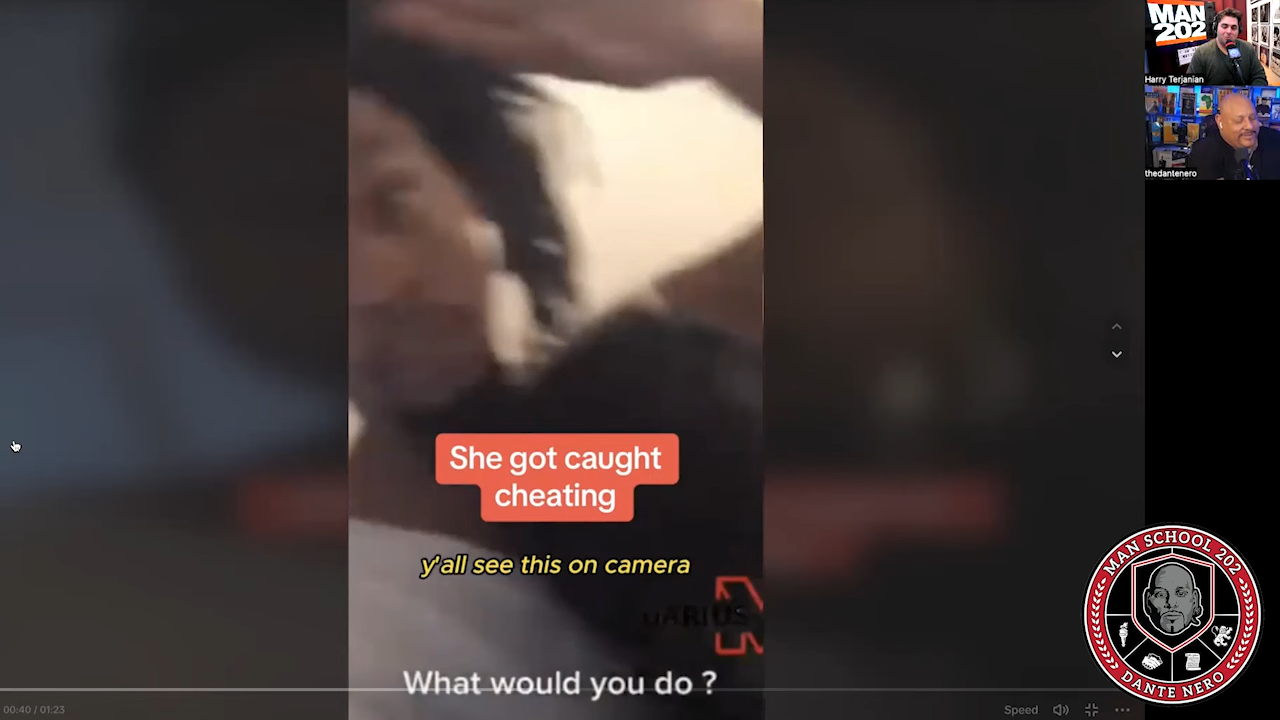 MAN
202
Harry Terjanian
thedantenero
She got caught
cheating
y'all see this on camera
What would you do ?
00:40 / 01:23
Speed
MAN SCHOOL 202
DANTE NERO